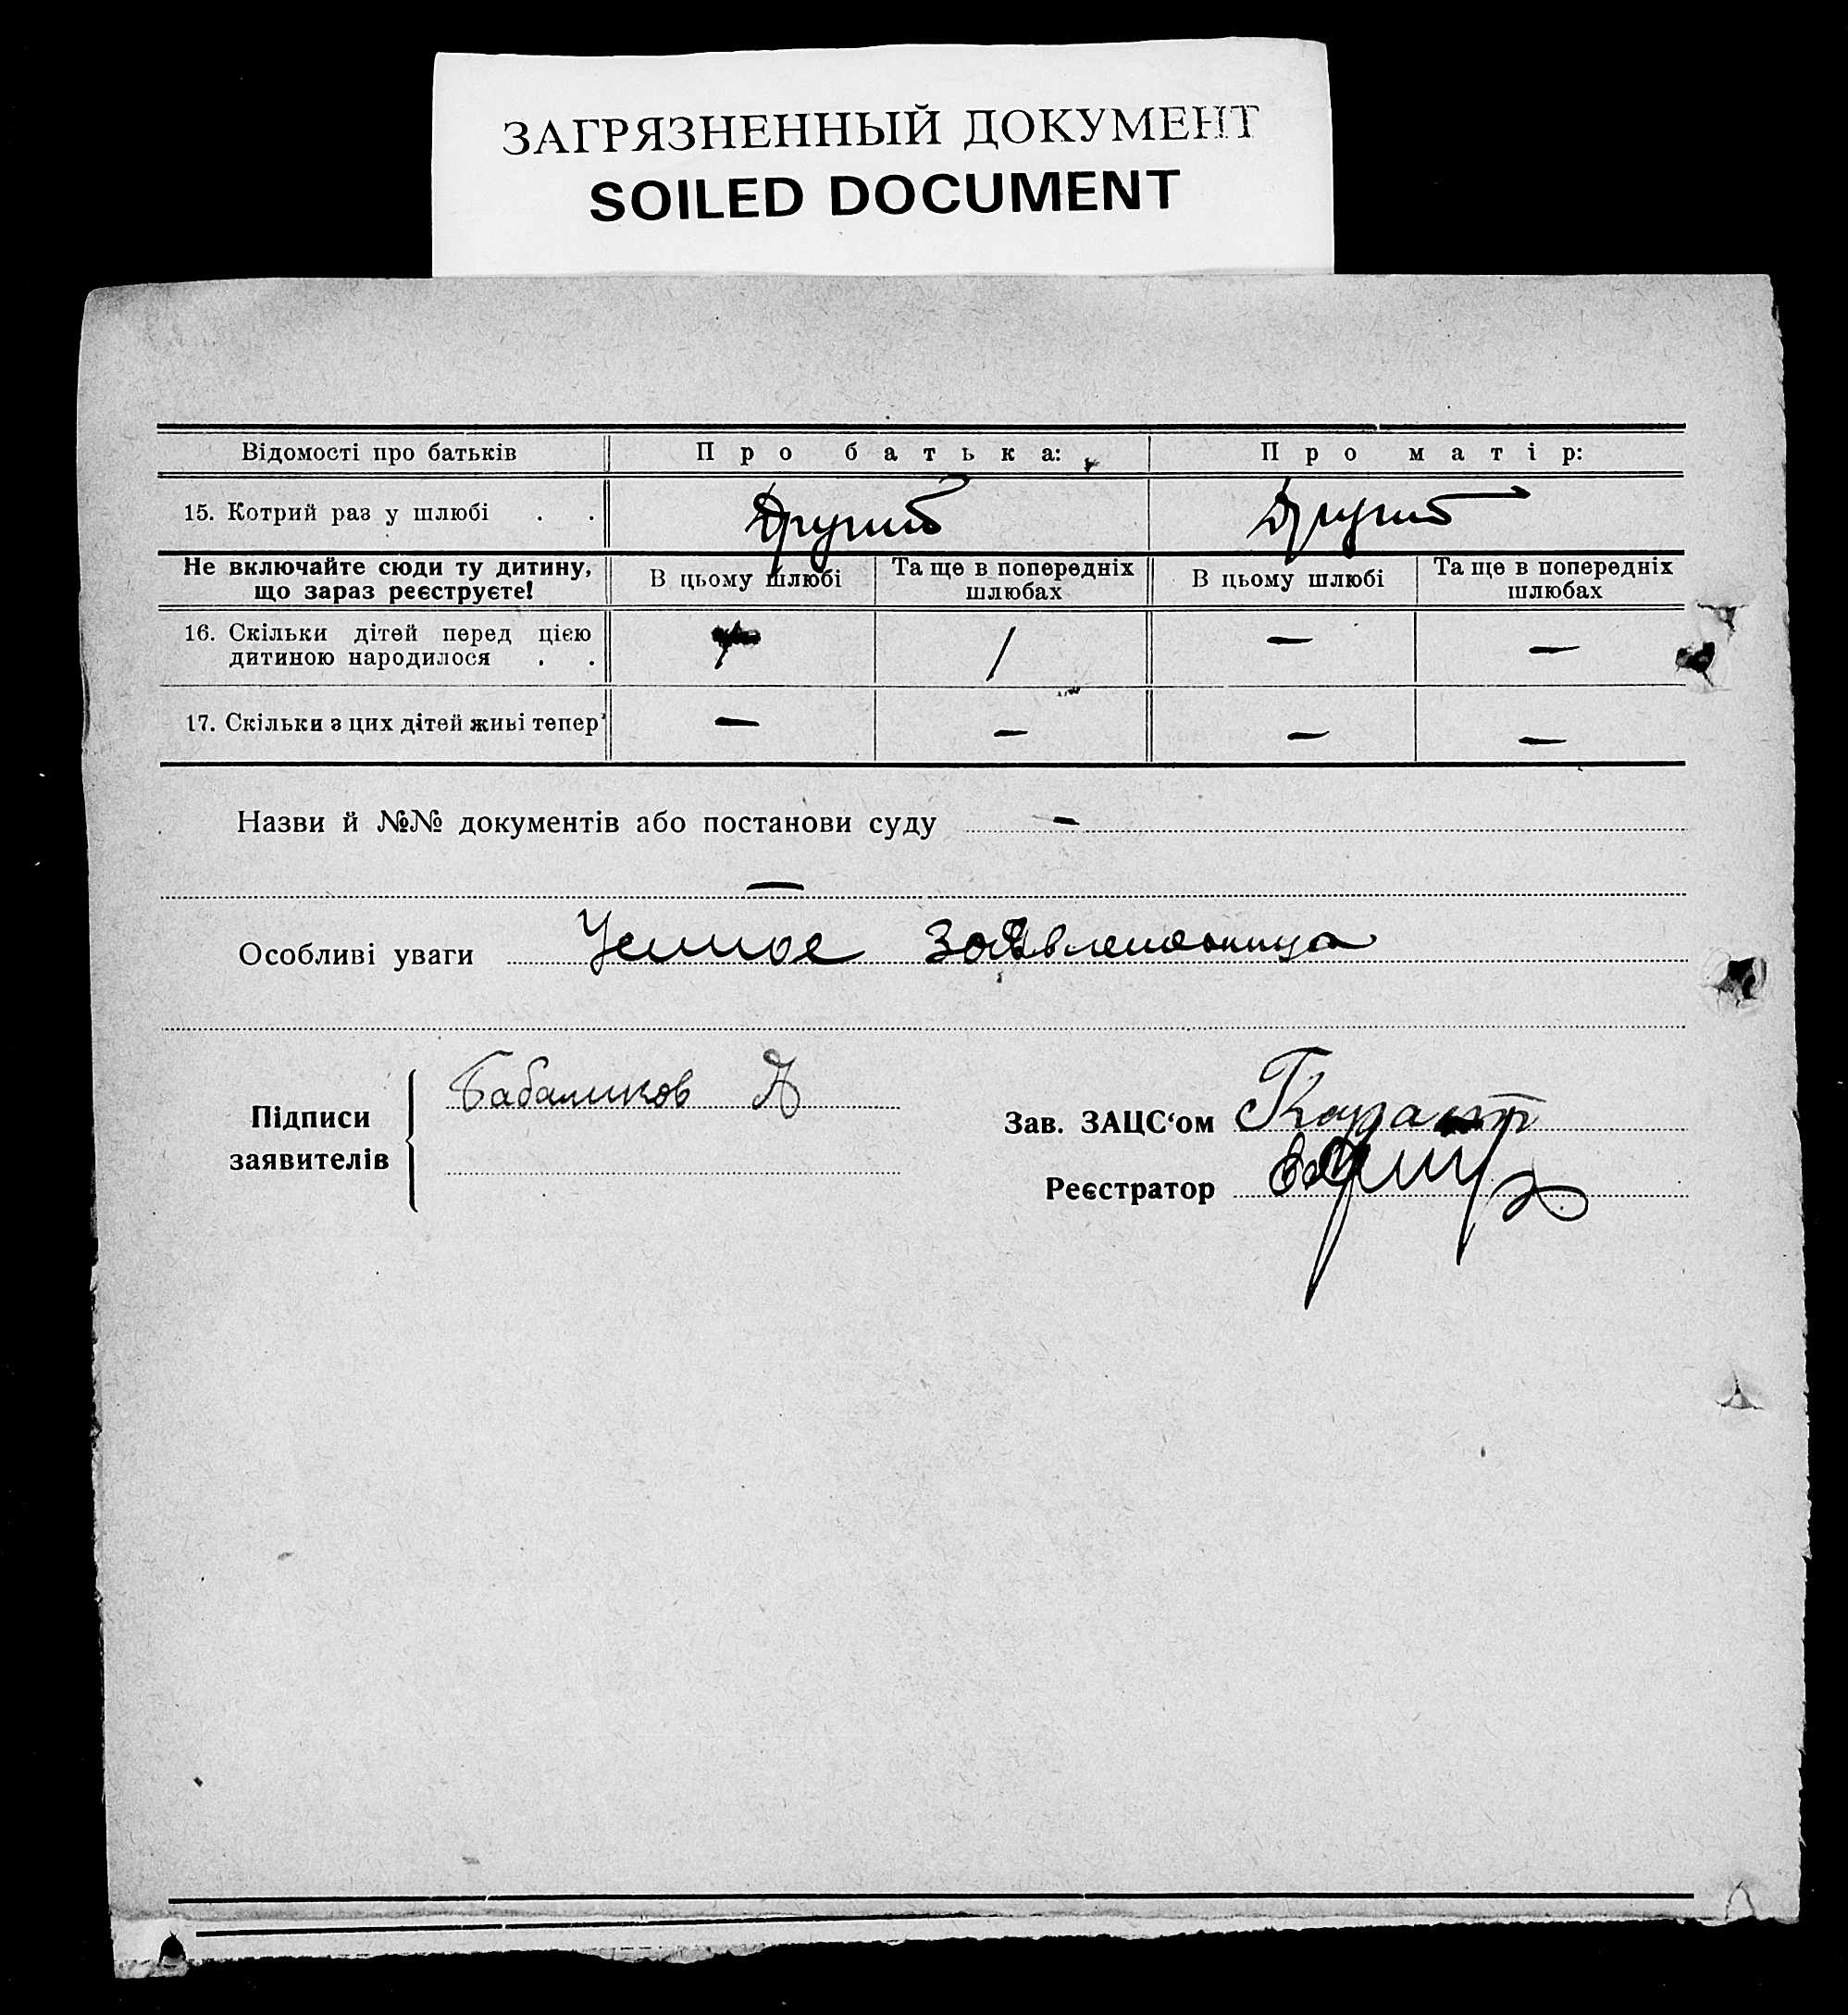 ЗАГРЯЗНЕННЫЙ ДОКУМЕНТ
SOILED DOCUMENT
Відомості про батьків Про батька: Про матір:
15. Котрий раз у шлюбі . . Другий Другий
Не включайте сюди ту дитину, що зараз реєструєте! В цьому шлюбі Та ще в попередніх шлюбах В цьому шлюбі Та ще в попередніх шлюбах
16. Скільки дітей перед цією
дитиною народилося . . / — —
17. Скільки з цих дітей живі тепер — — — —
Назви й №№ документів або постанови суду —
—
Особливі уваги Устное
Підписи заявителів
Бабаликов
Зав. ЗАЦС‘ом
Реєстратор